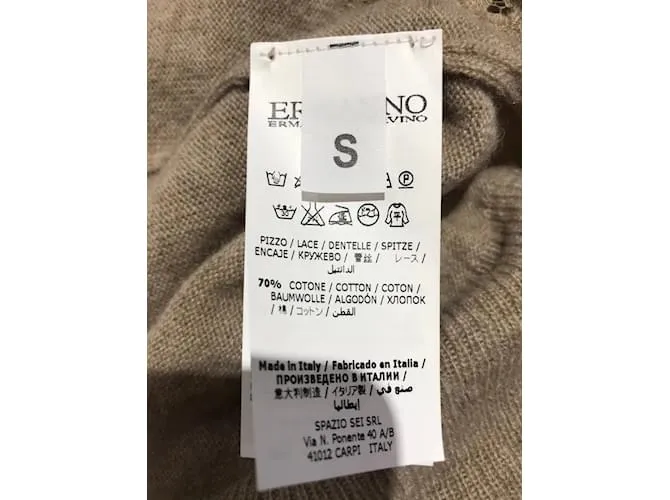 S
P
30
PIZZO / LACE / DENTELLE / SPITZE /
ENCAJE / КРУЖЕВО / 蕾丝 / レース /
الدانتيل
70% COTONE / COTTON / COTON /
BAUMWOLLE / ALGODÓN / ХЛОПОК
/ 棉 / コットン / القطن
Made in Italy / Fabricado en Italia /
ПРОИЗВЕДЕНО В ИТАЛИИ /
意大利制造 / イタリア製 / صنع في
إيطاليا
SPAZIO SEI SRL
Via N. Ponente 40 A/B
41012 CARPI ITALY